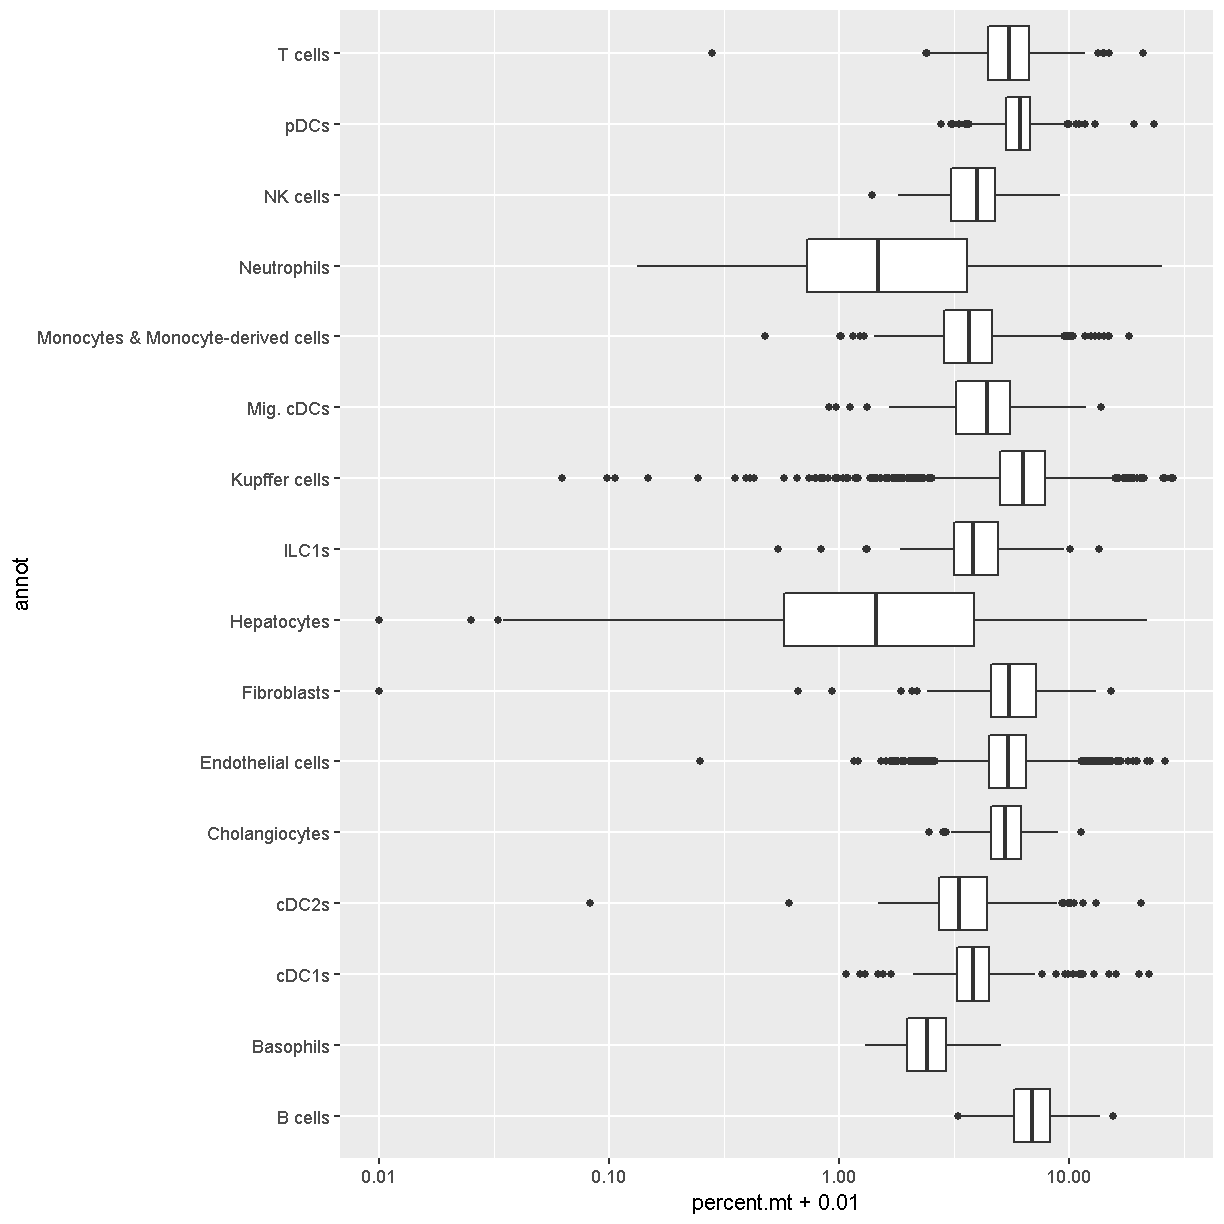 T cells
pDCs
NK cells
Neutrophils
Monocytes & Monocyte-derived cells
Mig. cDCs
Kupffer cells
ILC1s
Hepatocytes
Fibroblasts
Endothelial cells
Cholangiocytes
cDC2s
cDC1s
Basophils
B cells
annot
0.01 0.10 1.00 10.00
percent.mt + 0.01